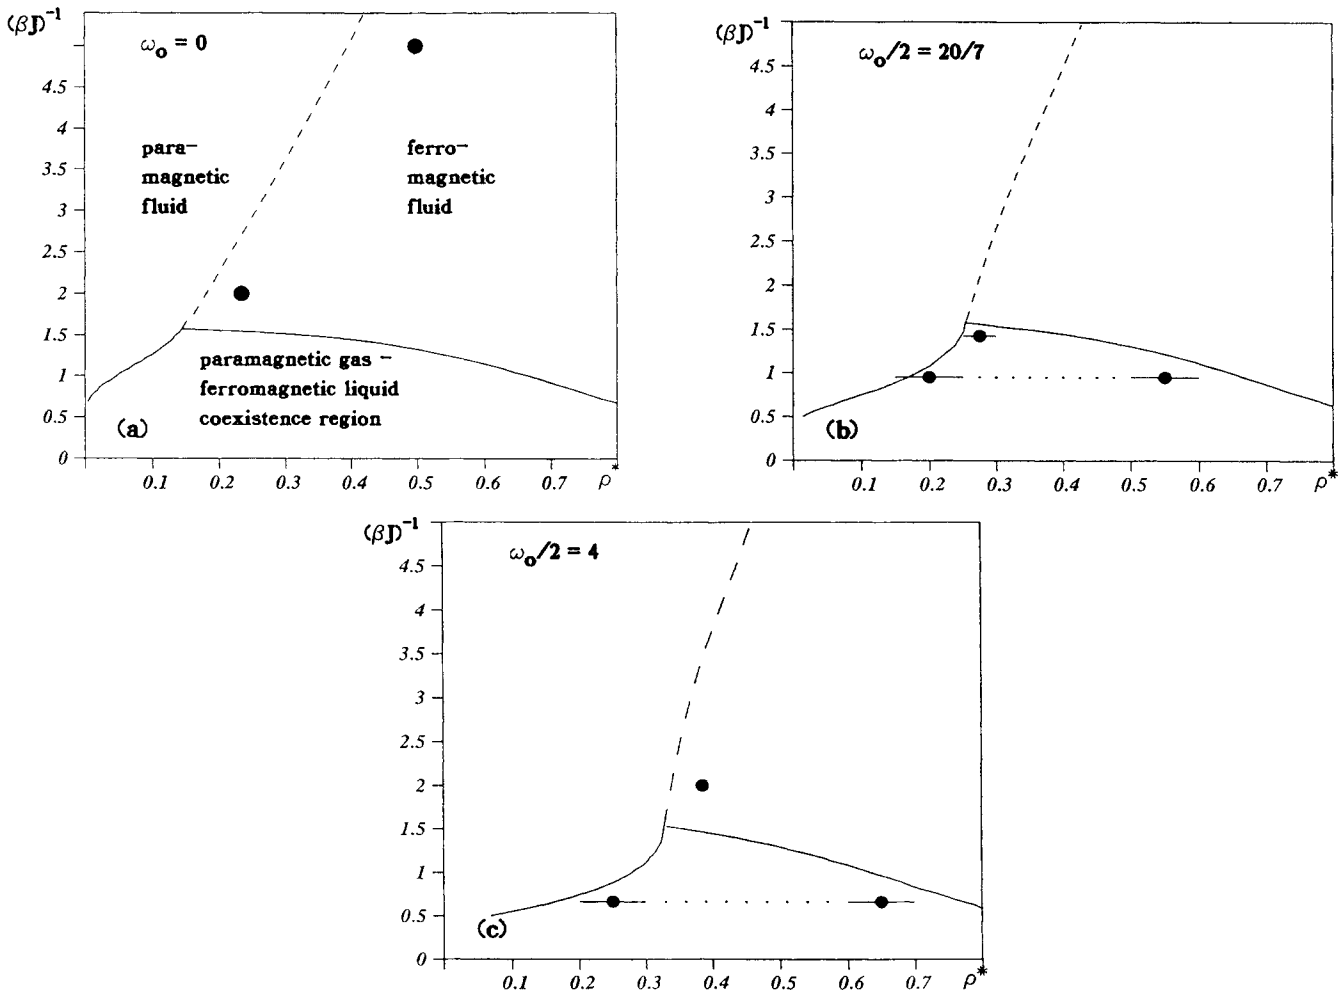 (βJ)⁻¹
ω₀ = 0
4.5
4
3.5
3
2.5
2
1.5
1
0.5
0
para-
magnetic
fluid
ferro-
magnetic
fluid
paramagnetic gas -
ferromagnetic liquid
coexistence region
(a)
0.1 0.2 0.3 0.4 0.5 0.6 0.7 ρ*
(βJ)⁻¹
ω₀/2 = 20/7
4.5
4
3.5
3
2.5
2
1.5
1
0.5
0
(b)
0.1 0.2 0.3 0.4 0.5 0.6 0.7 ρ*
(βJ)⁻¹
ω₀/2 = 4
4.5
4
3.5
3
2.5
2
1.5
1
0.5
0
(c)
0.1 0.2 0.3 0.4 0.5 0.6 0.7 ρ*